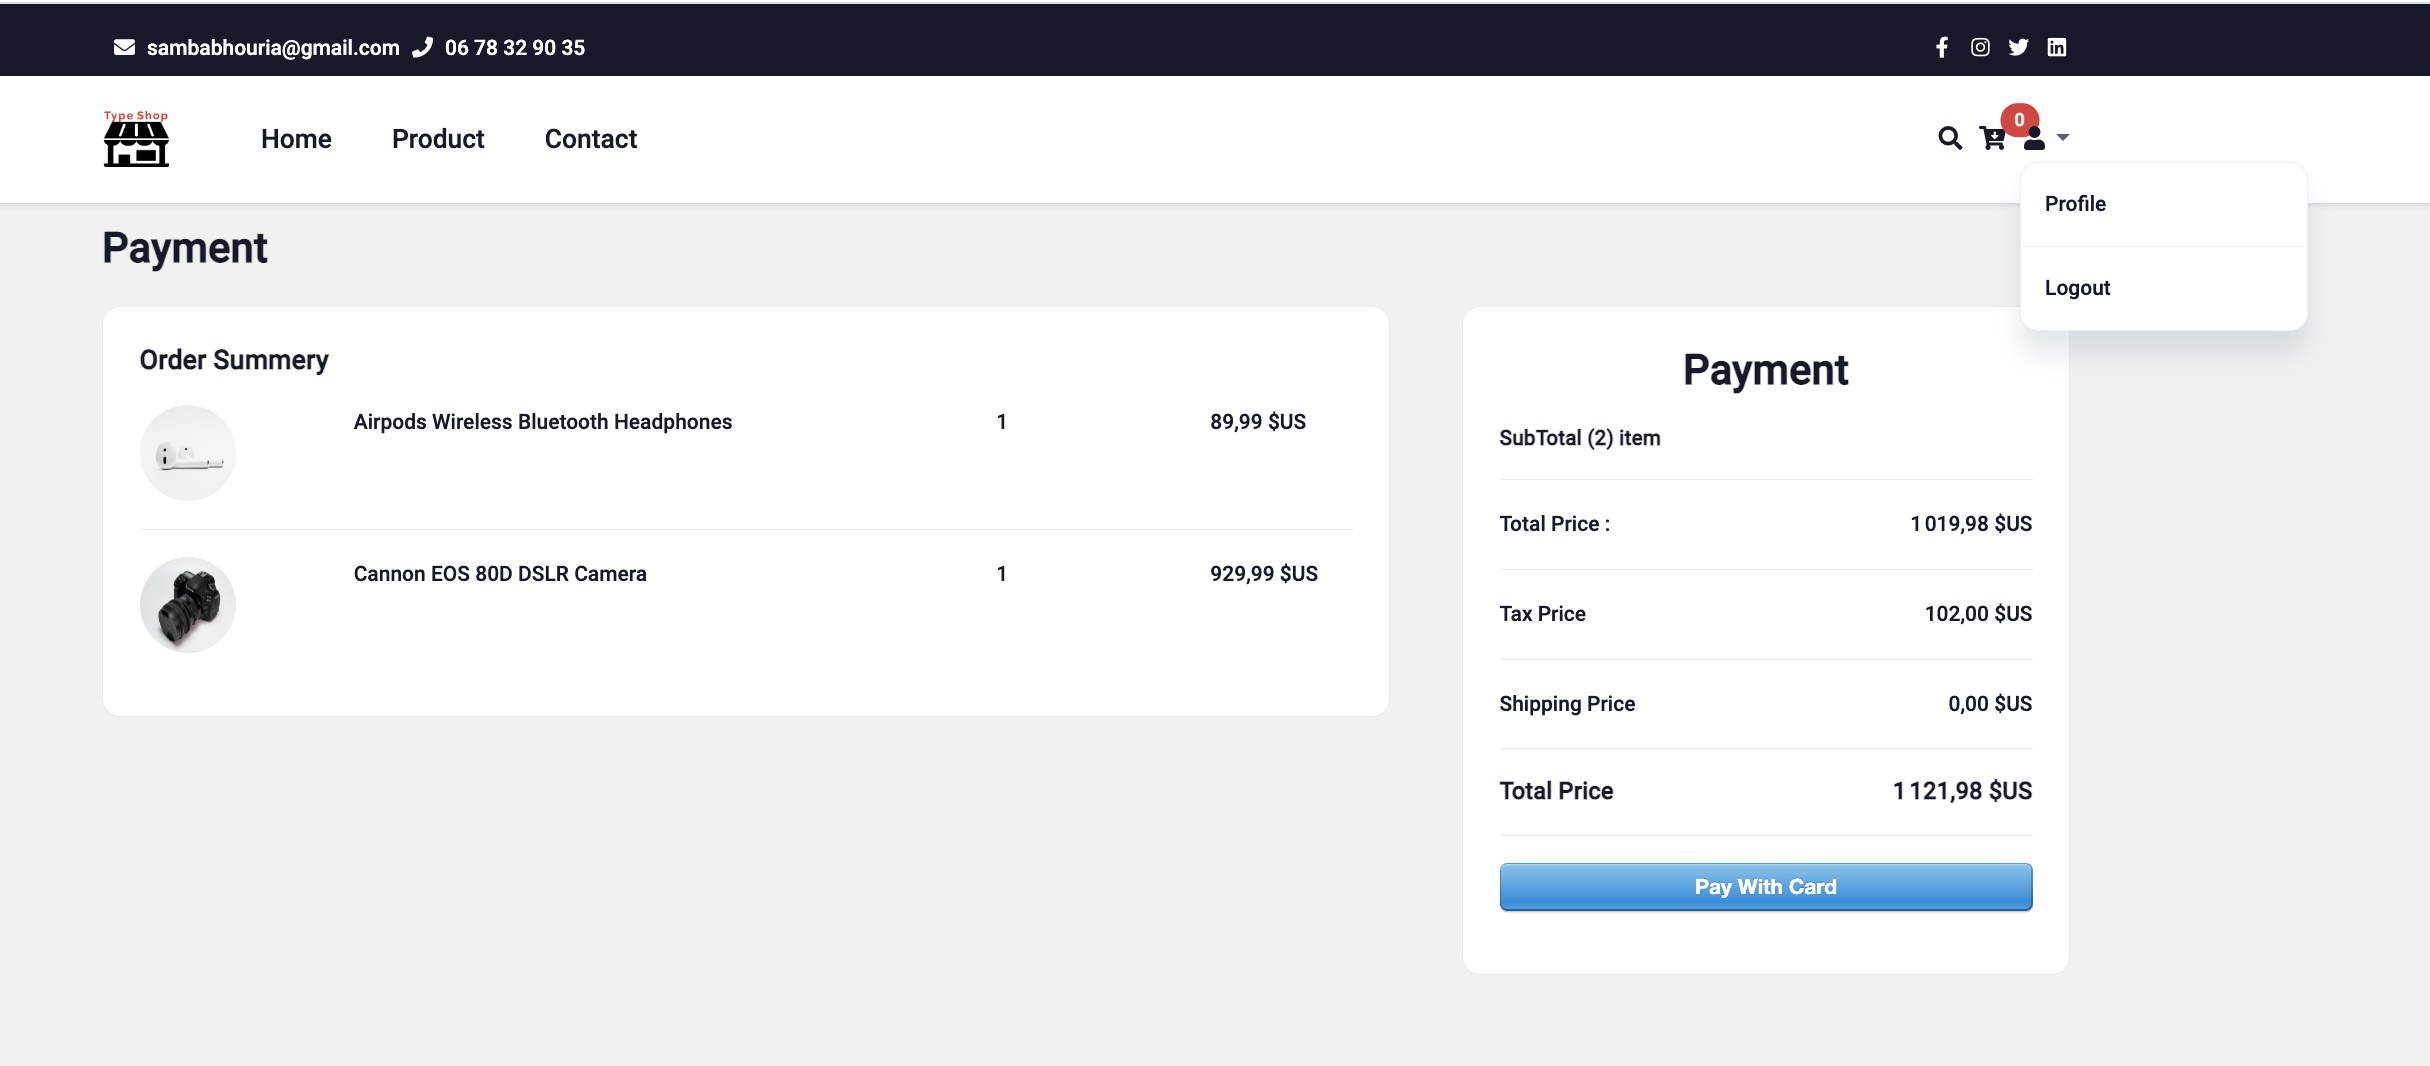 sambabhouria@gmail.com 06 78 32 90 35
Type Shop
Home Product Contact
0
Profile
Logout
Payment
Order Summery
Airpods Wireless Bluetooth Headphones 1 89,99 $US
Cannon EOS 80D DSLR Camera 1 929,99 $US
Payment
SubTotal (2) item
Total Price : 1 019,98 $US
Tax Price 102,00 $US
Shipping Price 0,00 $US
Total Price 1 121,98 $US
Pay With Card